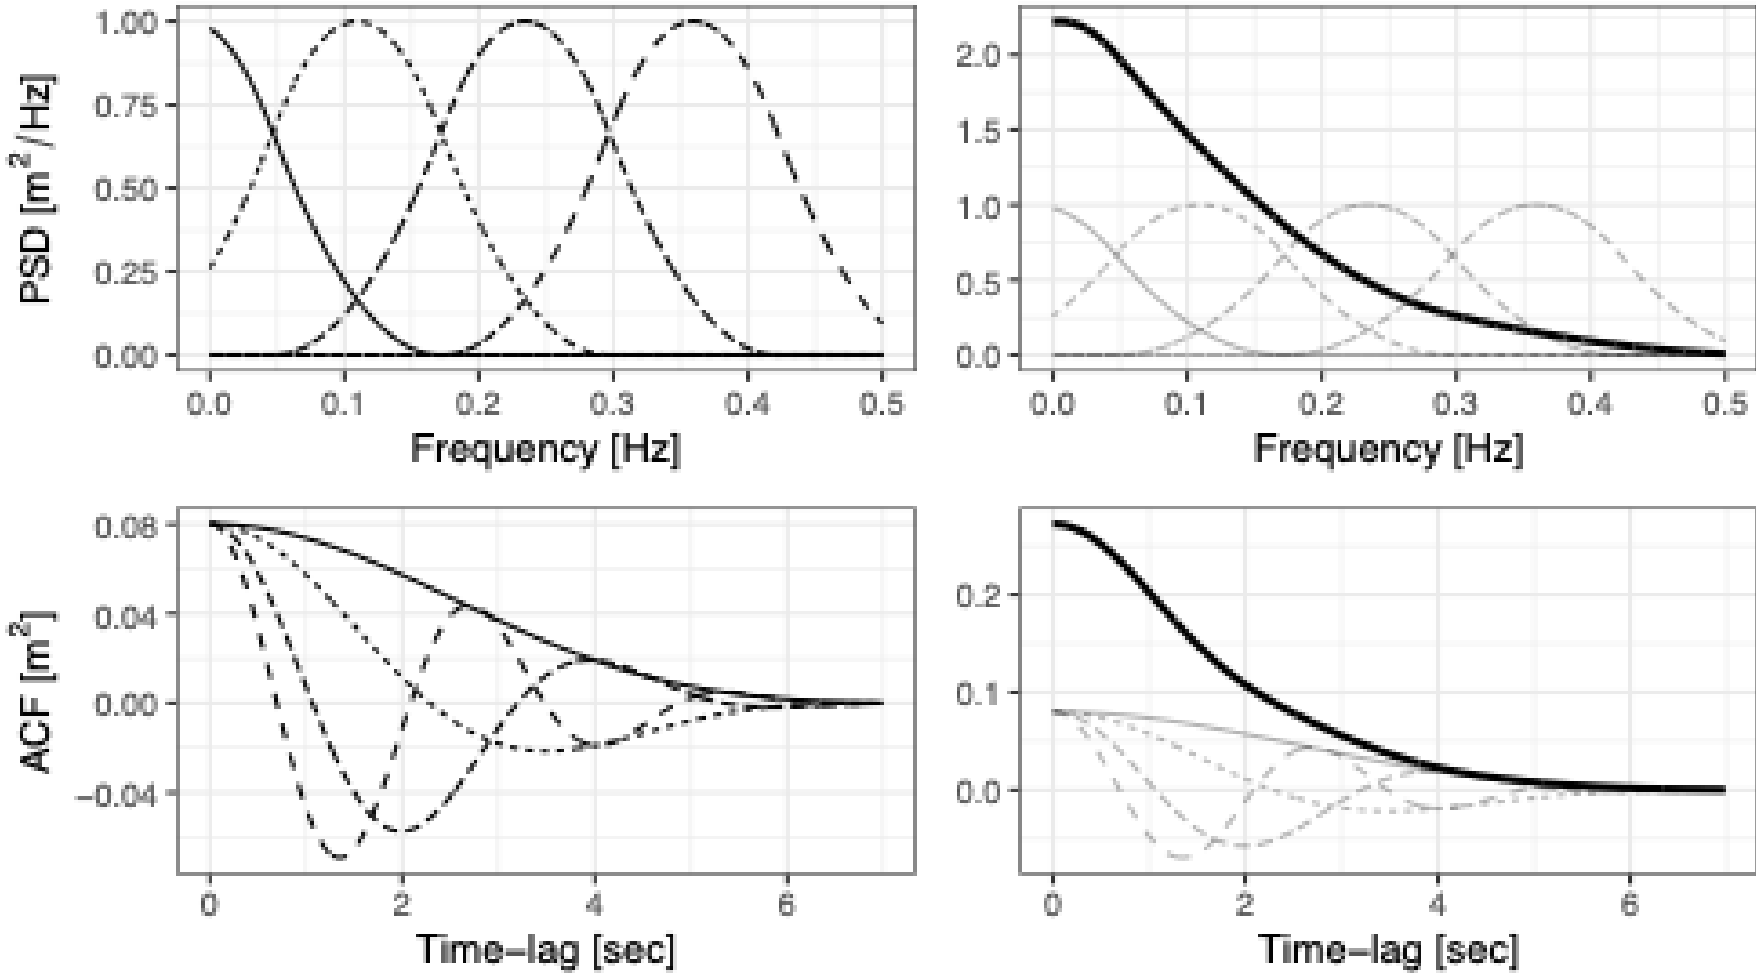 PSD [m²/Hz]
1.00
0.75
0.50
0.25
0.00
0.0 0.1 0.2 0.3 0.4 0.5
Frequency [Hz]
2.0
1.5
1.0
0.5
0.0
0.0 0.1 0.2 0.3 0.4 0.5
Frequency [Hz]
ACF [m²]
0.08
0.04
0.00
−0.04
0 2 4 6
Time−lag [sec]
0.2
0.1
0.0
0 2 4 6
Time−lag [sec]